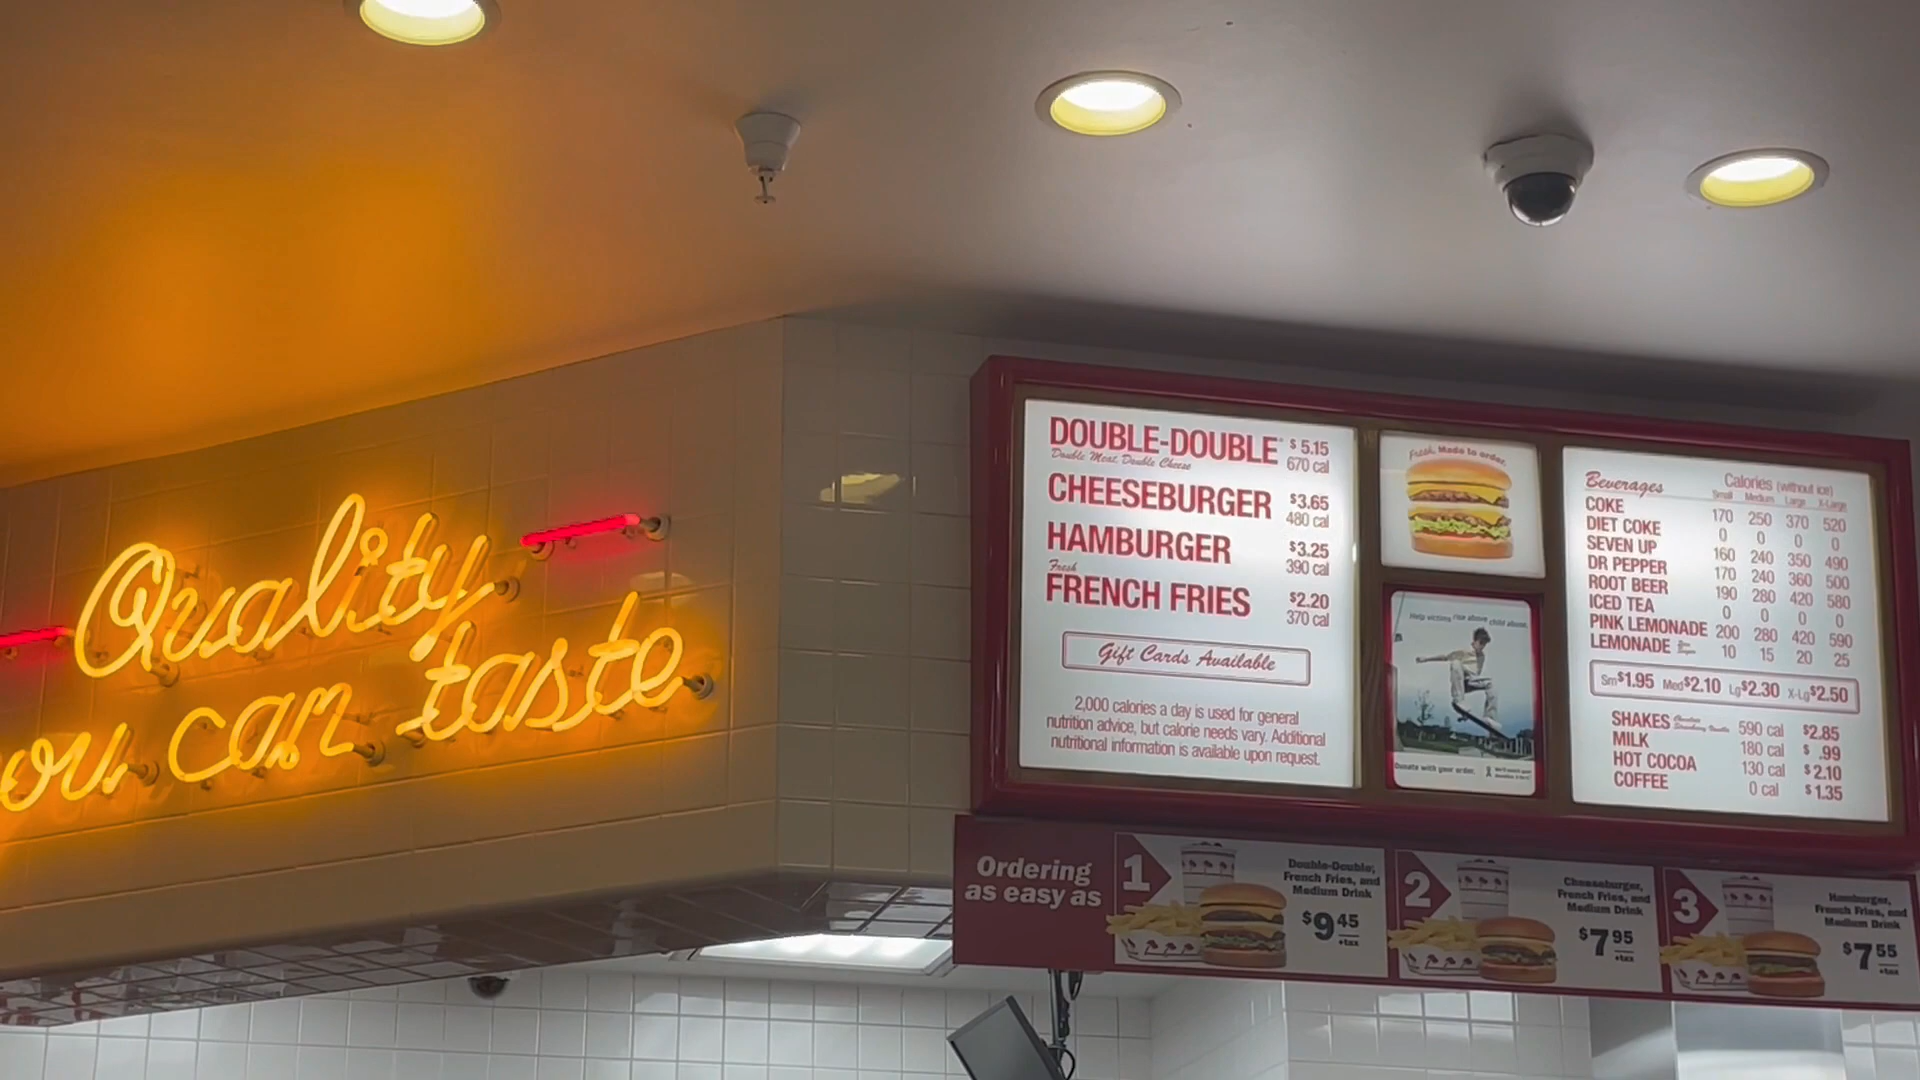 Quality
ou can taste
DOUBLE-DOUBLE $5.15
Double Meat, Double Cheese 670 cal
CHEESEBURGER $3.65
480 cal
HAMBURGER $3.25
390 cal
Fresh
FRENCH FRIES $2.20
370 cal
Gift Cards Available
2,000 calories a day is used for general
nutrition advice, but calorie needs vary. Additional
nutritional information is available upon request.
Fresh. Made to order.
Help victims rise above child abuse.
Donate with your order.
Beverages Calories (without ice)
Small Medium Large X-Large
COKE 170 250 370 520
DIET COKE 0 0 0 0
SEVEN UP 160 240 350 490
DR PEPPER 170 240 360 500
ROOT BEER 190 280 420 580
ICED TEA 0 0 0 0
PINK LEMONADE 200 280 420 590
LEMONADE 10 15 20 25
Sm $1.95 Med $2.10 Lg $2.30 X-Lg $2.50
SHAKES Chocolate Strawberry Vanilla 590 cal $2.85
MILK 180 cal $ .99
HOT COCOA 130 cal $2.10
COFFEE 0 cal $1.35
Ordering
as easy as
1
Double-Double,
French Fries, and
Medium Drink
$9.45
+tax
2
Cheeseburger,
French Fries, and
Medium Drink
$7.95
+tax
3
Hamburger,
French Fries, and
Medium Drink
$7.55
+tax